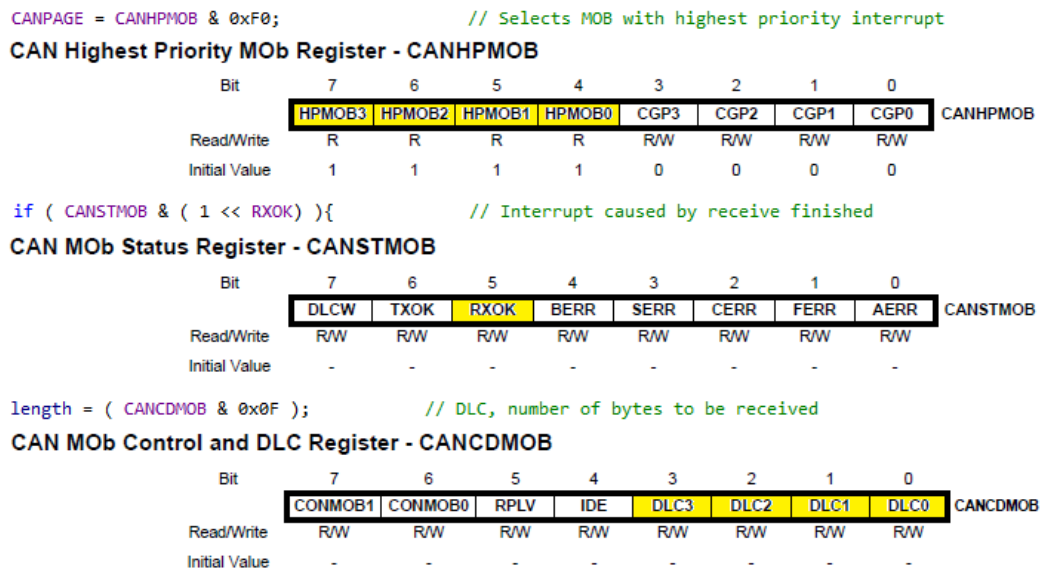 CANPAGE = CANHPMOB & 0xF0; // Selects MOB with highest priority interrupt
CAN Highest Priority MOb Register - CANHPMOB
Bit 7 6 5 4 3 2 1 0
HPMOB3 HPMOB2 HPMOB1 HPMOB0 CGP3 CGP2 CGP1 CGP0 CANHPMOB
Read/Write R R R R R/W R/W R/W R/W
Initial Value 1 1 1 1 0 0 0 0
if ( CANSTMOB & ( 1 << RXOK) ){ // Interrupt caused by receive finished
CAN MOb Status Register - CANSTMOB
Bit 7 6 5 4 3 2 1 0
DLCW TXOK RXOK BERR SERR CERR FERR AERR CANSTMOB
Read/Write R/W R/W R/W R/W R/W R/W R/W R/W
Initial Value - - - - - - - -
length = ( CANCDMOB & 0x0F ); // DLC, number of bytes to be received
CAN MOb Control and DLC Register - CANCDMOB
Bit 7 6 5 4 3 2 1 0
CONMOB1 CONMOB0 RPLV IDE DLC3 DLC2 DLC1 DLC0 CANCDMOB
Read/Write R/W R/W R/W R/W R/W R/W R/W R/W
Initial Value - - - - - - - -